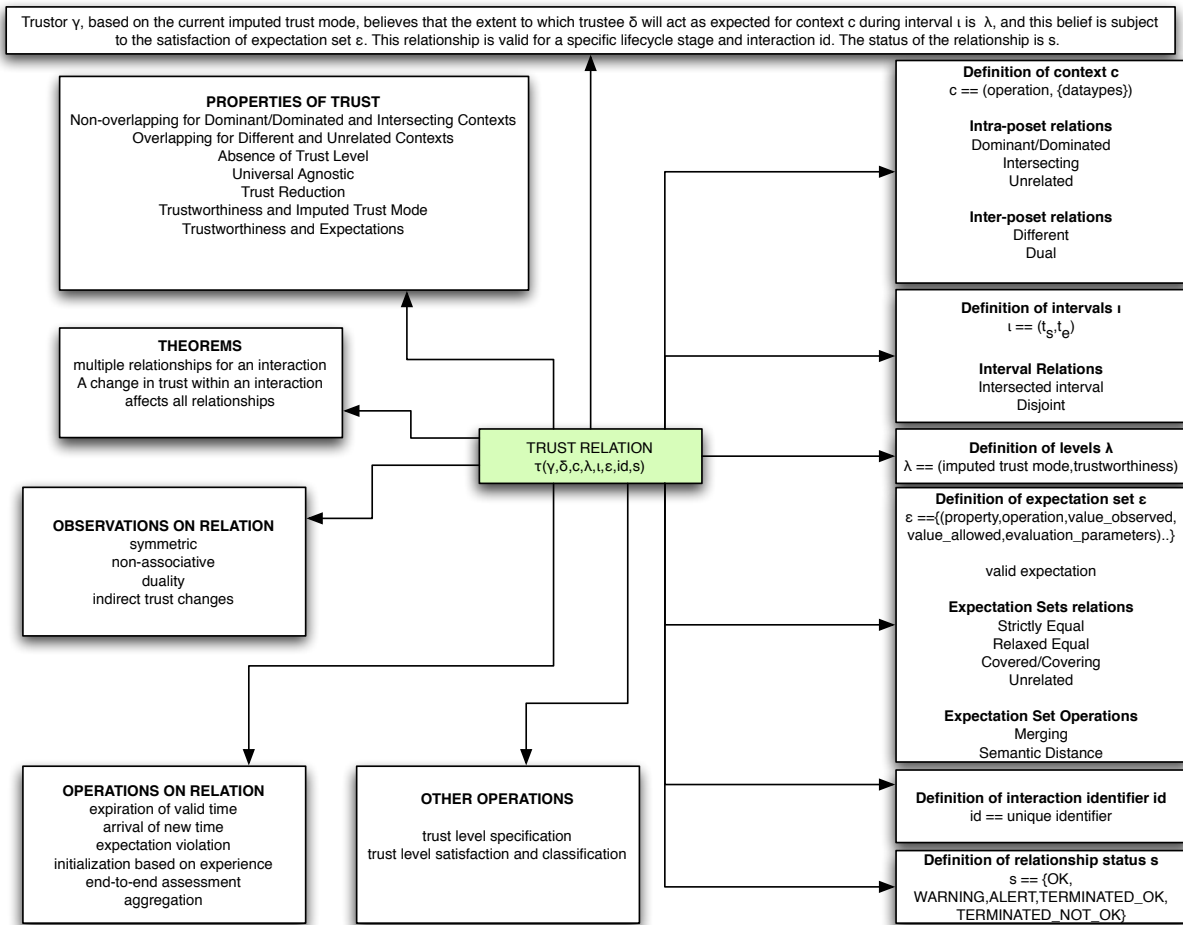 Trustor γ, based on the current imputed trust mode, believes that the extent to which trustee δ will act as expected for context c during interval ι is λ, and this belief is subject
to the satisfaction of expectation set ε. This relationship is valid for a specific lifecycle stage and interaction id. The status of the relationship is s.
PROPERTIES OF TRUST
Non-overlapping for Dominant/Dominated and Intersecting Contexts
Overlapping for Different and Unrelated Contexts
Absence of Trust Level
Universal Agnostic
Trust Reduction
Trustworthiness and Imputed Trust Mode
Trustworthiness and Expectations
THEOREMS
multiple relationships for an interaction
A change in trust within an interaction
affects all relationships
TRUST RELATION
τ(γ,δ,c,λ,ι,ε,id,s)
OBSERVATIONS ON RELATION
symmetric
non-associative
duality
indirect trust changes
OPERATIONS ON RELATION
expiration of valid time
arrival of new time
expectation violation
initialization based on experience
end-to-end assessment
aggregation
OTHER OPERATIONS
trust level specification
trust level satisfaction and classification
Definition of context c
c == (operation, {dataypes})
Intra-poset relations
Dominant/Dominated
Intersecting
Unrelated
Inter-poset relations
Different
Dual
Definition of intervals ι
ι == (ts,te)
Interval Relations
Intersected interval
Disjoint
Definition of levels λ
λ == (imputed trust mode,trustworthiness)
Definition of expectation set ε
ε =={(property,operation,value_observed,
value_allowed,evaluation_parameters)..}
valid expectation
Expectation Sets relations
Strictly Equal
Relaxed Equal
Covered/Covering
Unrelated
Expectation Set Operations
Merging
Semantic Distance
Definition of interaction identifier id
id == unique identifier
Definition of relationship status s
s == {OK,
WARNING,ALERT,TERMINATED_OK,
TERMINATED_NOT_OK}